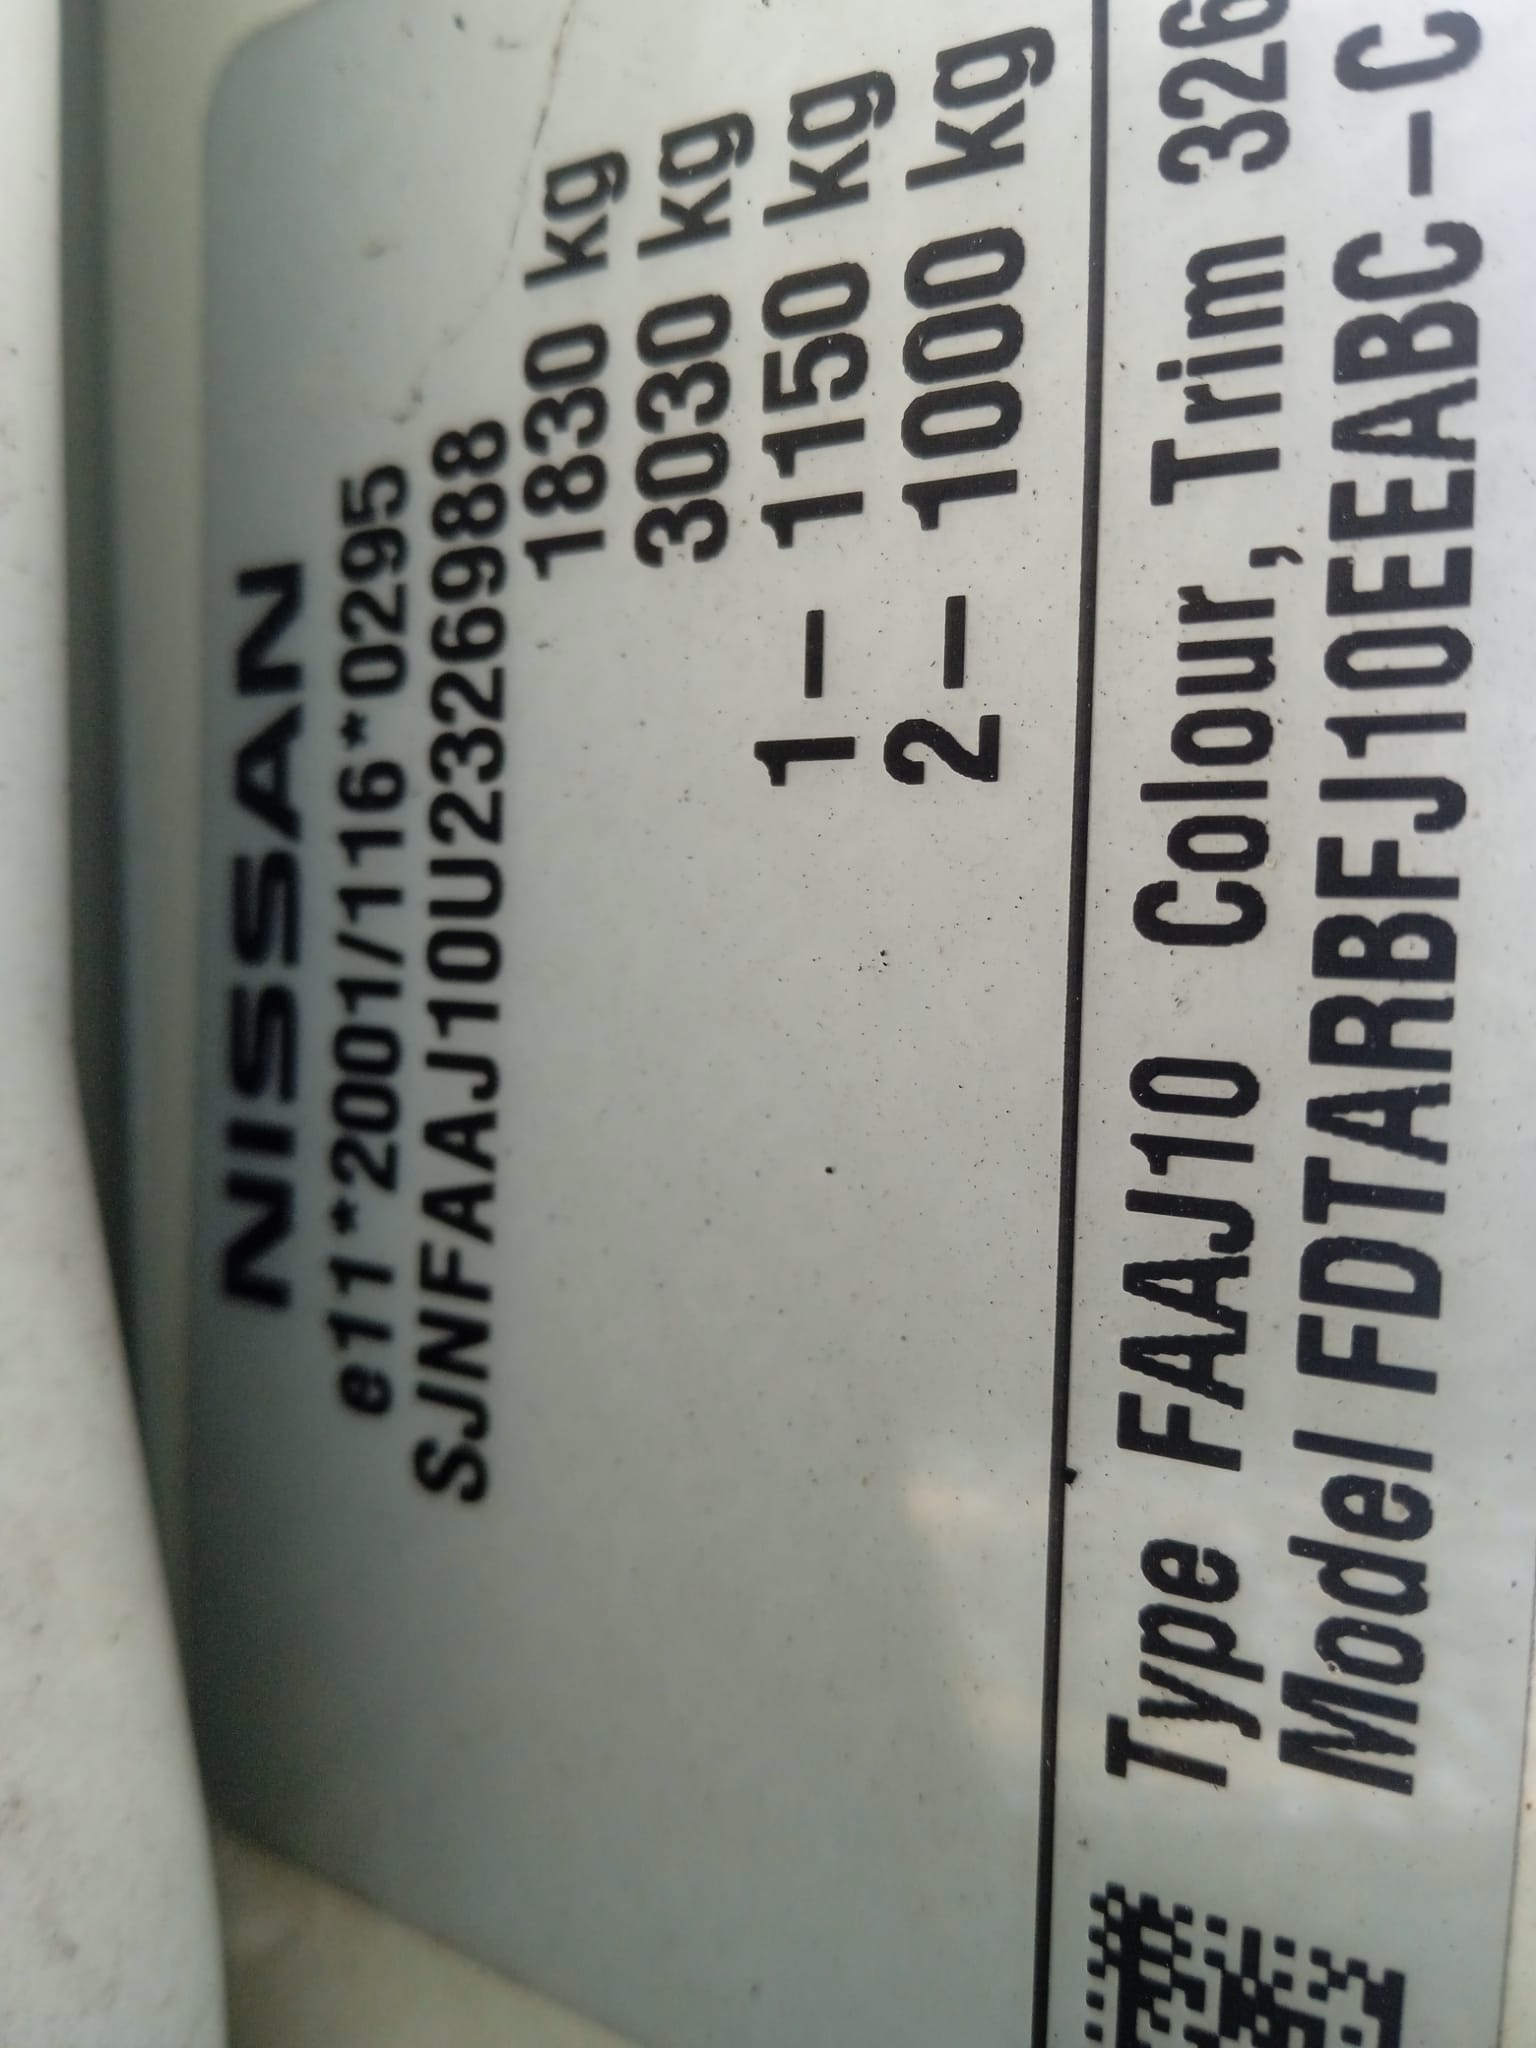 NISSAN
e11*2001/116*0295
SJNFAAJ10U2326988
1830 kg
3030 kg
1– 1150 kg
2– 1000 kg
Type FAAJ10 Colour, Trim 326
Model FDTARBFJ10EEABC-C